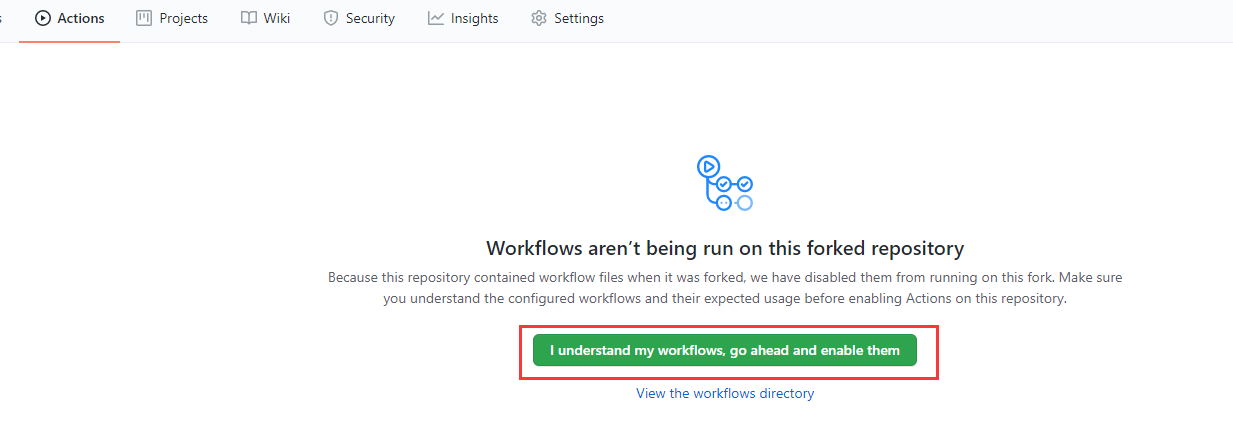 Actions Projects Wiki Security Insights Settings
Workflows aren’t being run on this forked repository
Because this repository contained workflow files when it was forked, we have disabled them from running on this fork. Make sure
you understand the configured workflows and their expected usage before enabling Actions on this repository.
I understand my workflows, go ahead and enable them
View the workflows directory